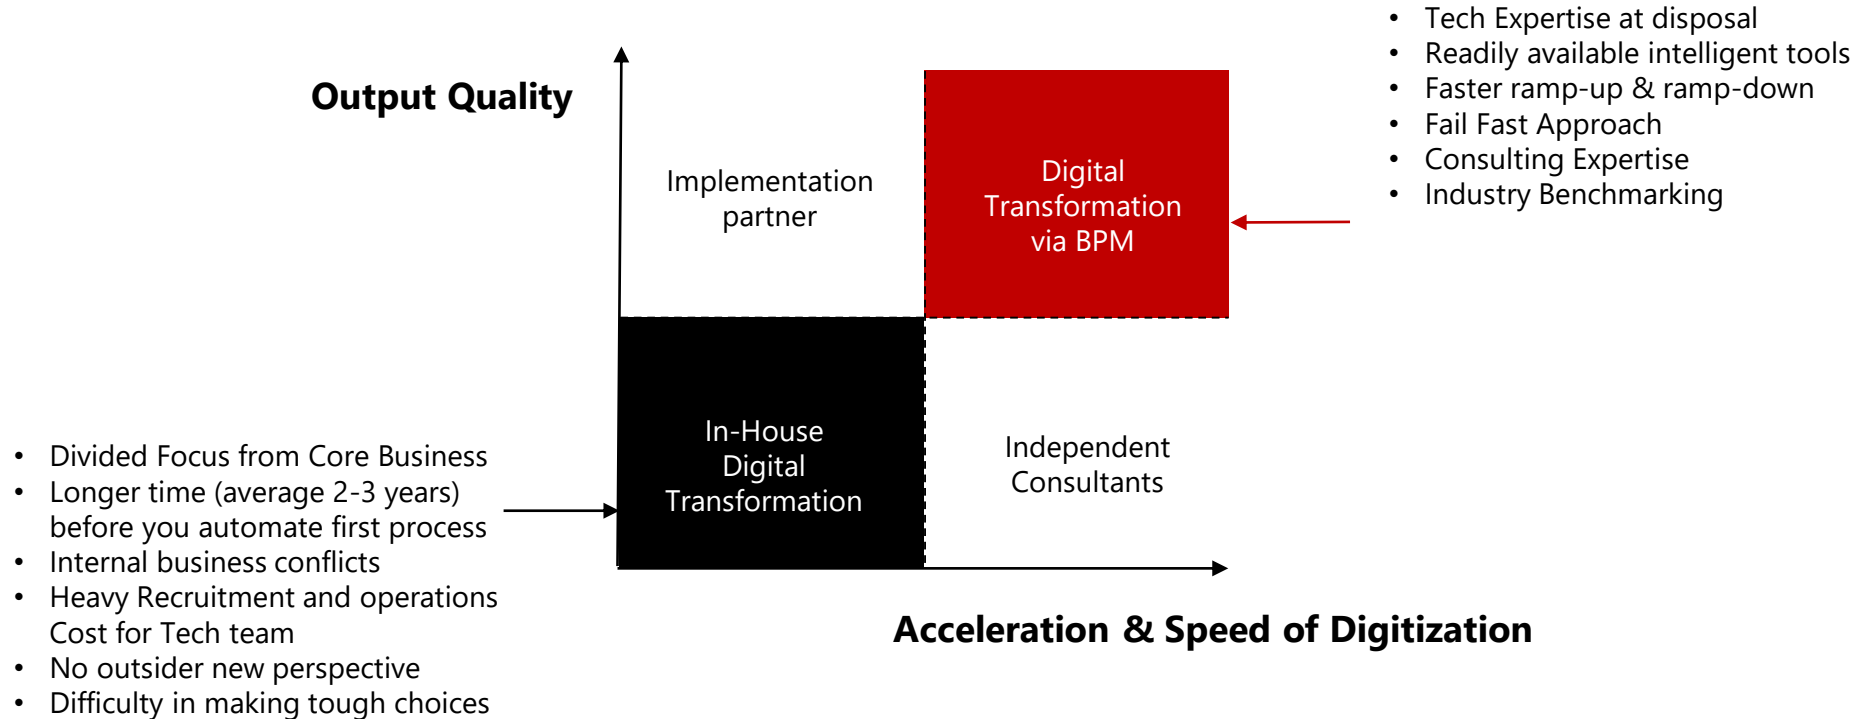 • Tech Expertise at disposal
• Readily available intelligent tools
• Faster ramp-up & ramp-down
• Fail Fast Approach
• Consulting Expertise
• Industry Benchmarking
Output Quality
Implementation
partner
Digital
Transformation
via BPM
In-House
Digital
Transformation
Independent
Consultants
• Divided Focus from Core Business
• Longer time (average 2-3 years)
before you automate first process
• Internal business conflicts
• Heavy Recruitment and operations
Cost for Tech team
• No outsider new perspective
• Difficulty in making tough choices
Acceleration & Speed of Digitization